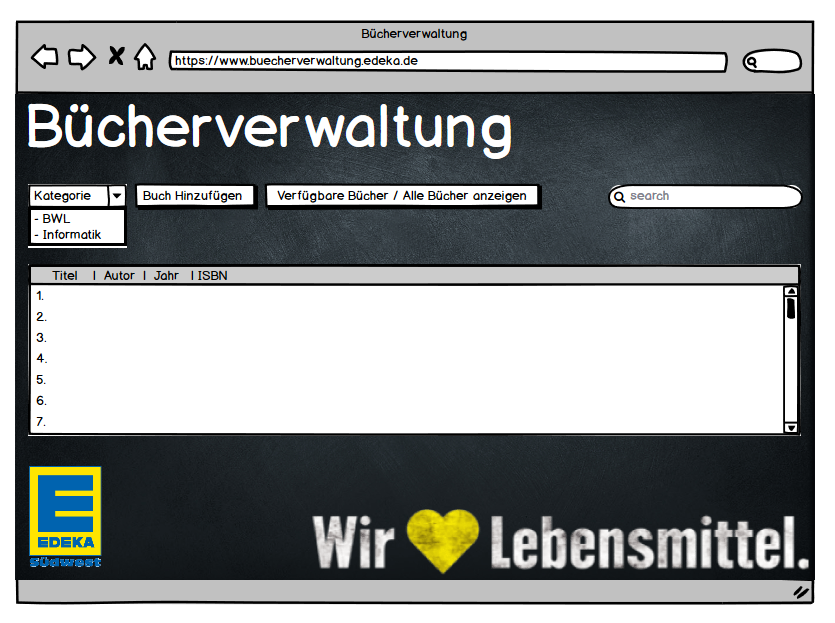 Bücherverwaltung
https://www.buecherverwaltung.edeka.de
Bücherverwaltung
Kategorie
Buch Hinzufügen
Verfügbare Bücher / Alle Bücher anzeigen
search
- BWL
- Informatik
Titel | Autor | Jahr | ISBN
1.
2.
3.
4.
5.
6.
7.
E
EDEKA
südwest
Wir Lebensmittel.